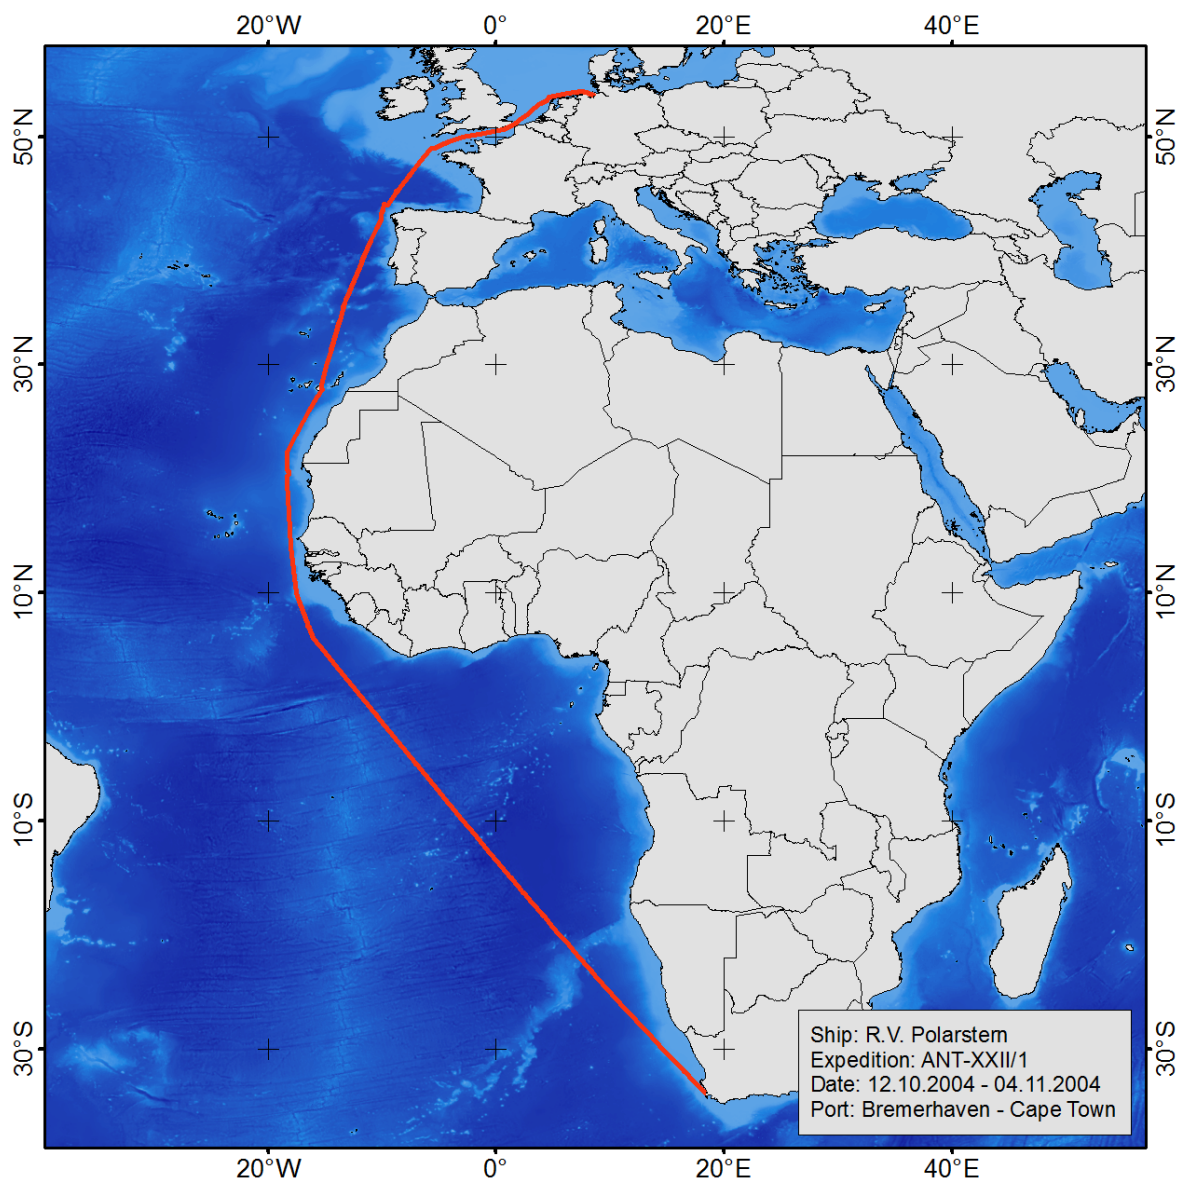 20°W 0° 20°E 40°E
50°N 50°N
30°N 30°N
10°N 10°N
10°S 10°S
30°S 30°S
Ship: R.V. Polarstern
Expedition: ANT-XXII/1
Date: 12.10.2004 - 04.11.2004
Port: Bremerhaven - Cape Town
20°W 0° 20°E 40°E